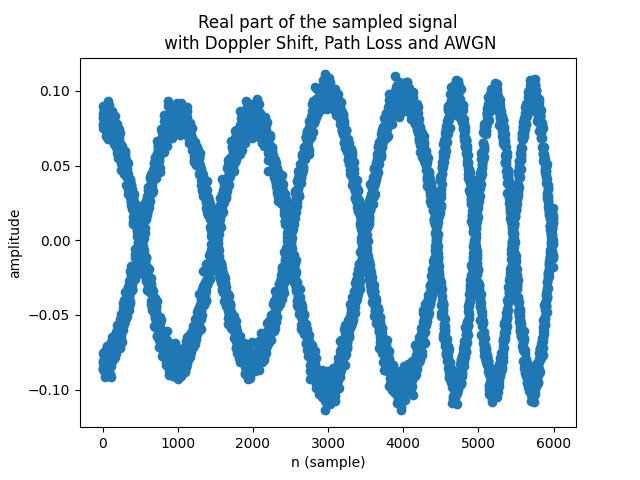 Real part of the sampled signal
with Doppler Shift, Path Loss and AWGN
0.10
0.05
0.00
−0.05
−0.10
amplitude
0 1000 2000 3000 4000 5000 6000
n (sample)